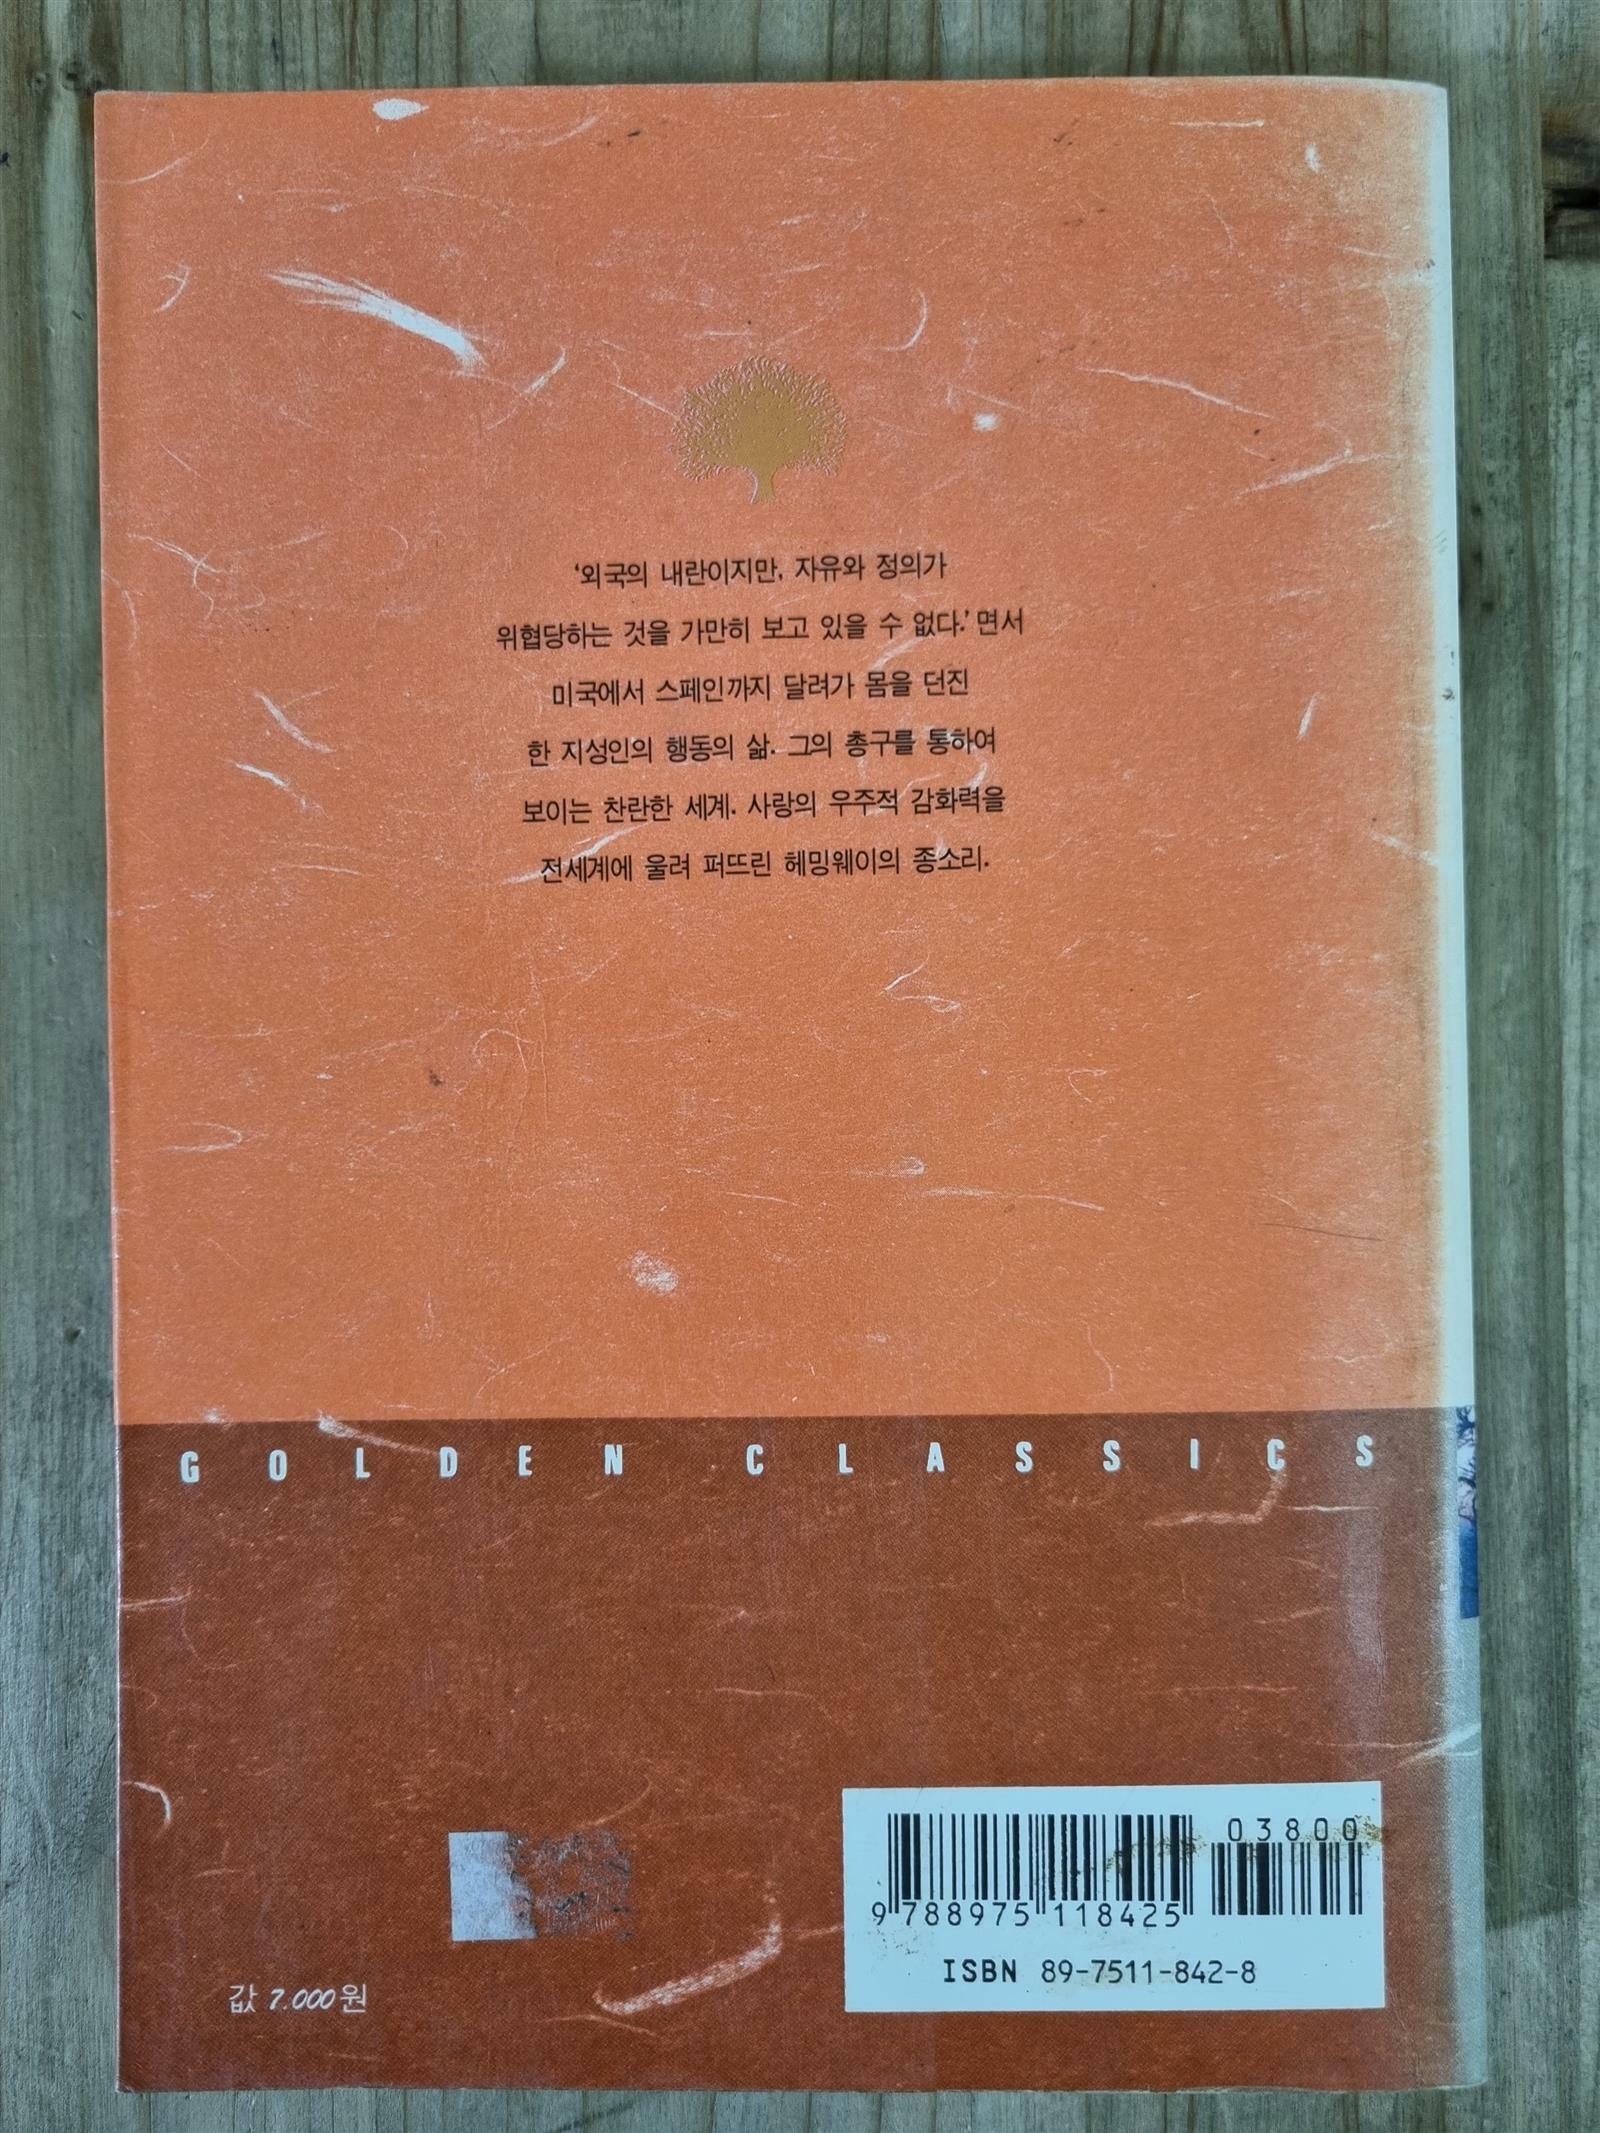 ‘외국의 내란이지만, 자유와 정의가
위협당하는 것을 가만히 보고 있을 수 없다.’ 면서
미국에서 스페인까지 달려가 몸을 던진
한 지성인의 행동의 삶. 그의 총구를 통하여
보이는 찬란한 세계. 사랑의 우주적 감화력을
전세계에 울려 퍼뜨린 헤밍웨이의 종소리.
GOLDEN CLASSICS
03800
9 788975 118425
ISBN 89-7511-842-8
값 7.000원